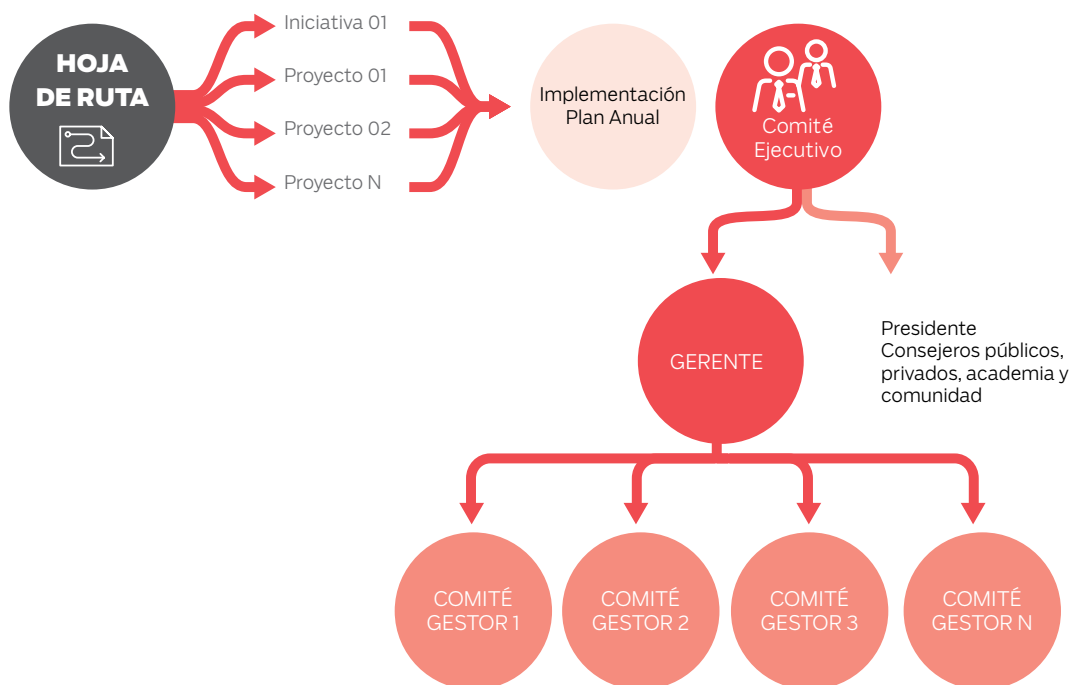 HOJA
DE RUTA
Iniciativa 01
Proyecto 01
Proyecto 02
Proyecto N
Implementación
Plan Anual
Comité
Ejecutivo
GERENTE
Presidente
Consejeros públicos,
privados, academia y
comunidad
COMITÉ
GESTOR 1
COMITÉ
GESTOR 2
COMITÉ
GESTOR 3
COMITÉ
GESTOR N